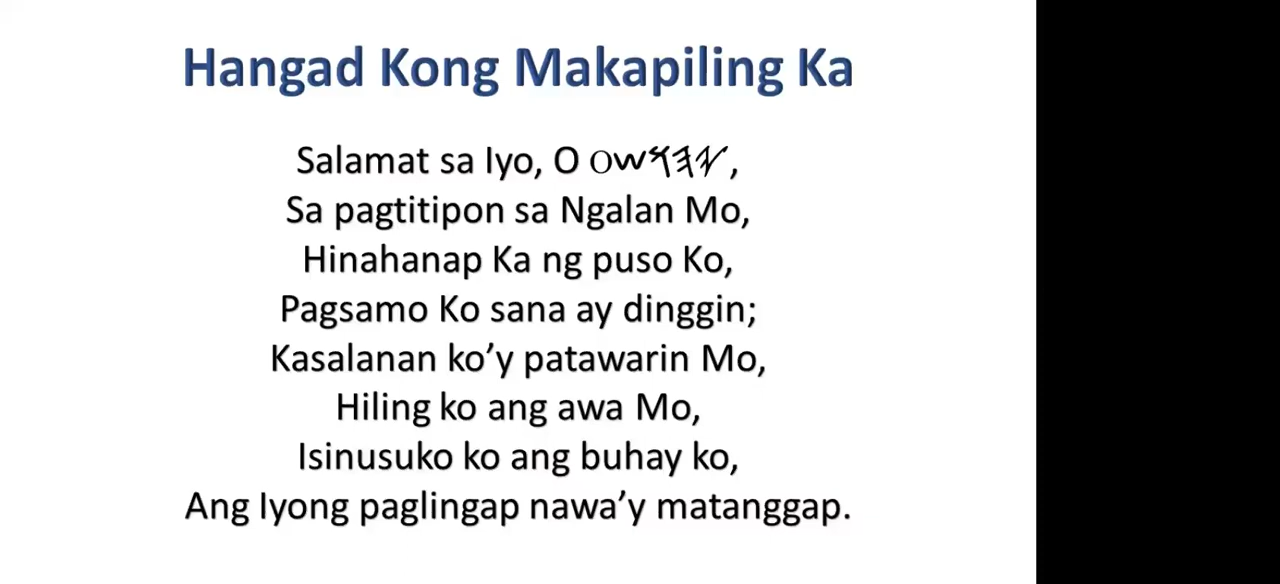 Hangad Kong Makapiling Ka
Salamat sa Iyo, O 𐤉𐤄𐤅𐤔𐤏,
Sa pagtitipon sa Ngalan Mo,
Hinahanap Ka ng puso Ko,
Pagsamo Ko sana ay dinggin;
Kasalanan ko’y patawarin Mo,
Hiling ko ang awa Mo,
Isinusuko ko ang buhay ko,
Ang Iyong paglingap nawa’y matanggap.